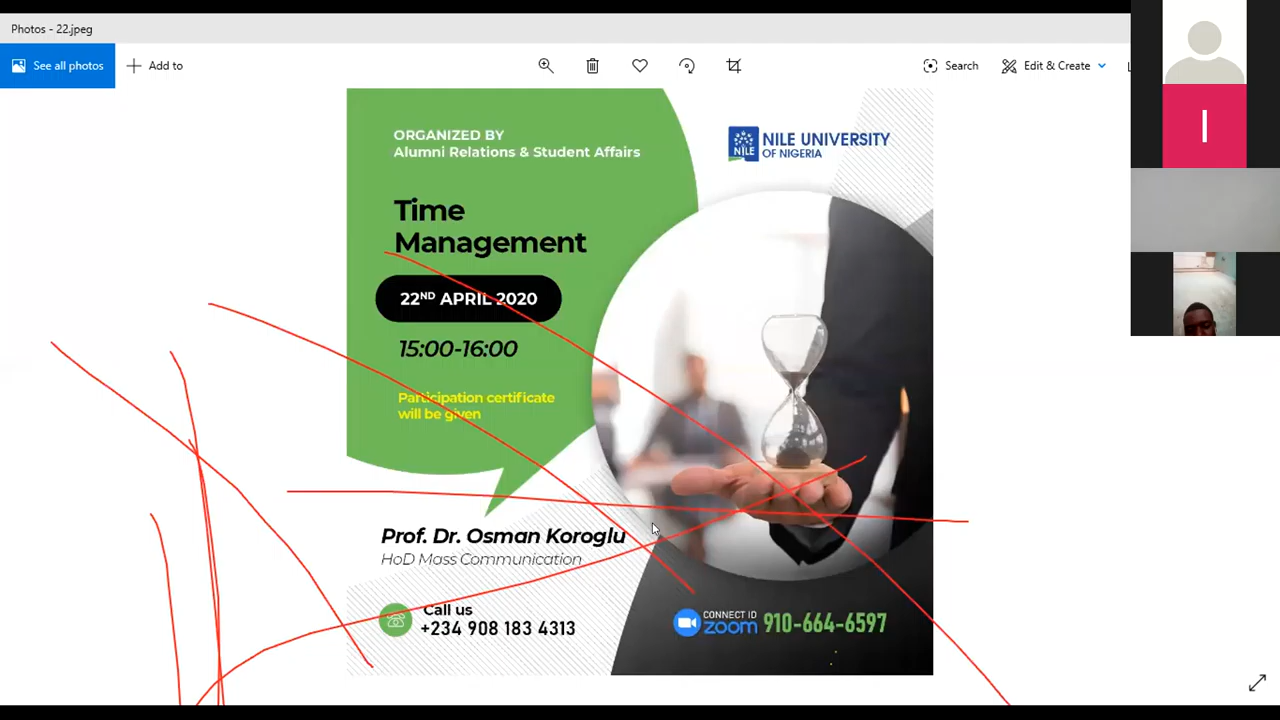 Photos - 22.jpeg
See all photos
Add to
Search
Edit & Create
I
ORGANIZED BY
Alumni Relations & Student Affairs
NILE
NILE UNIVERSITY
OF NIGERIA
Time
Management
22ND APRIL 2020
15:00-16:00
Participation certificate
will be given
Prof. Dr. Osman Koroglu
HoD Mass Communication
Call us
+234 908 183 4313
CONNECT ID
zoom 910-664-6597